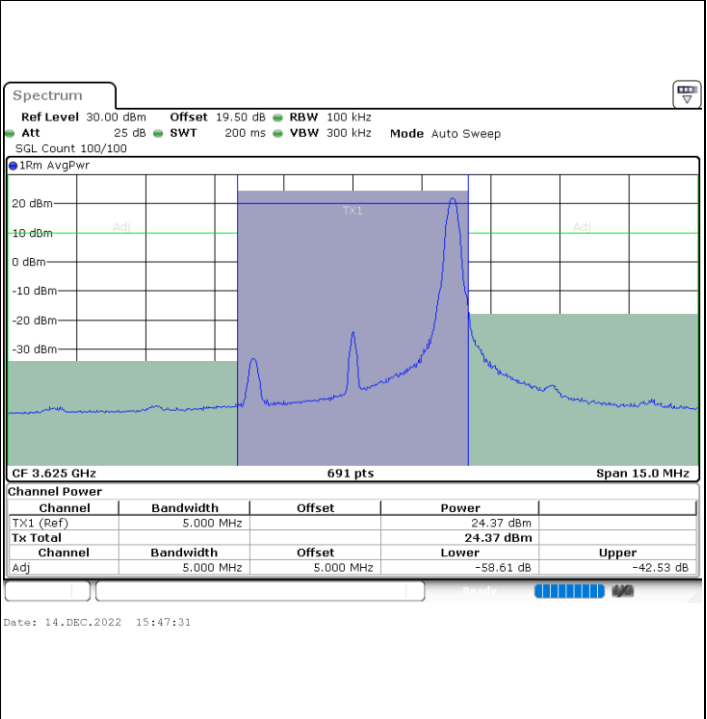 Spectrum
Ref Level 30.00 dBm Offset 19.50 dB RBW 100 kHz
Att 25 dB SWT 200 ms VBW 300 kHz Mode Auto Sweep
SGL Count 100/100
1Rm AvgPwr
20 dBm
TX1
Adj Adj
10 dBm
0 dBm
-10 dBm
-20 dBm
-30 dBm
CF 3.625 GHz 691 pts Span 15.0 MHz
Channel Power
Channel Bandwidth Offset Power
TX1 (Ref) 5.000 MHz 24.37 dBm
Tx Total 24.37 dBm
Channel Bandwidth Offset Lower Upper
Adj 5.000 MHz 5.000 MHz -58.61 dB -42.53 dB
Ready
Date: 14.DEC.2022 15:47:31